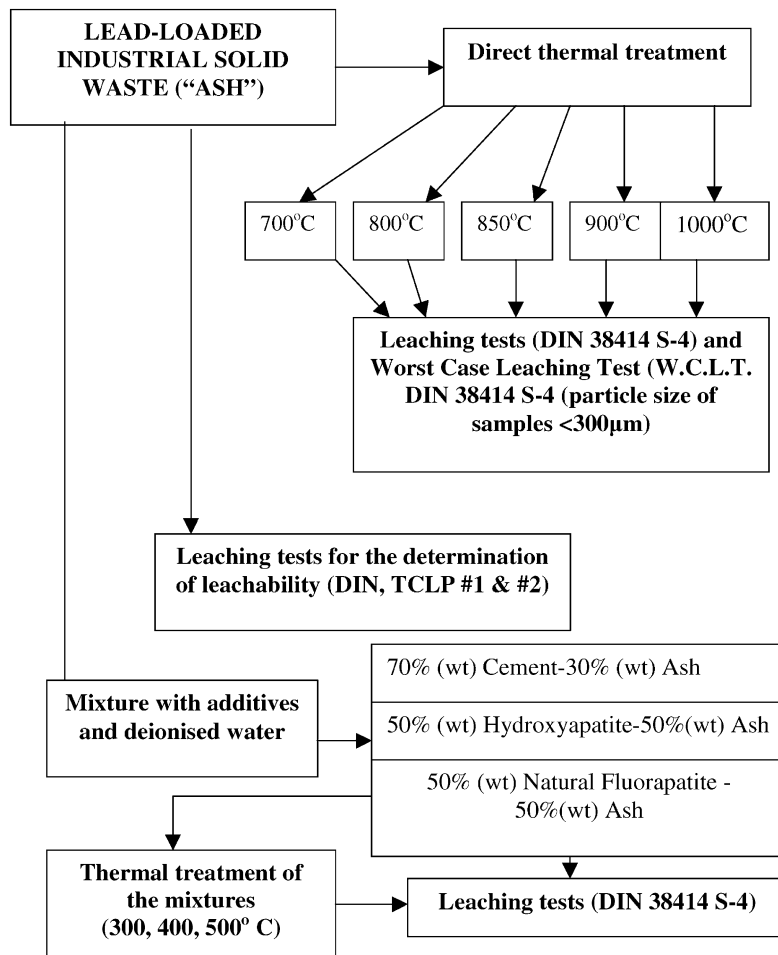 LEAD-LOADED
INDUSTRIAL SOLID
WASTE (“ASH”)
Direct thermal treatment
700°C
800°C
850°C
900°C
1000°C
Leaching tests (DIN 38414 S-4) and
Worst Case Leaching Test (W.C.L.T.
DIN 38414 S-4 (particle size of
samples <300µm)
Leaching tests for the determination
of leachability (DIN, TCLP #1 & #2)
Mixture with additives
and deionised water
70% (wt) Cement-30% (wt) Ash
50% (wt) Hydroxyapatite-50%(wt) Ash
50% (wt) Natural Fluorapatite -
50%(wt) Ash
Thermal treatment of
the mixtures
(300, 400, 500° C)
Leaching tests (DIN 38414 S-4)